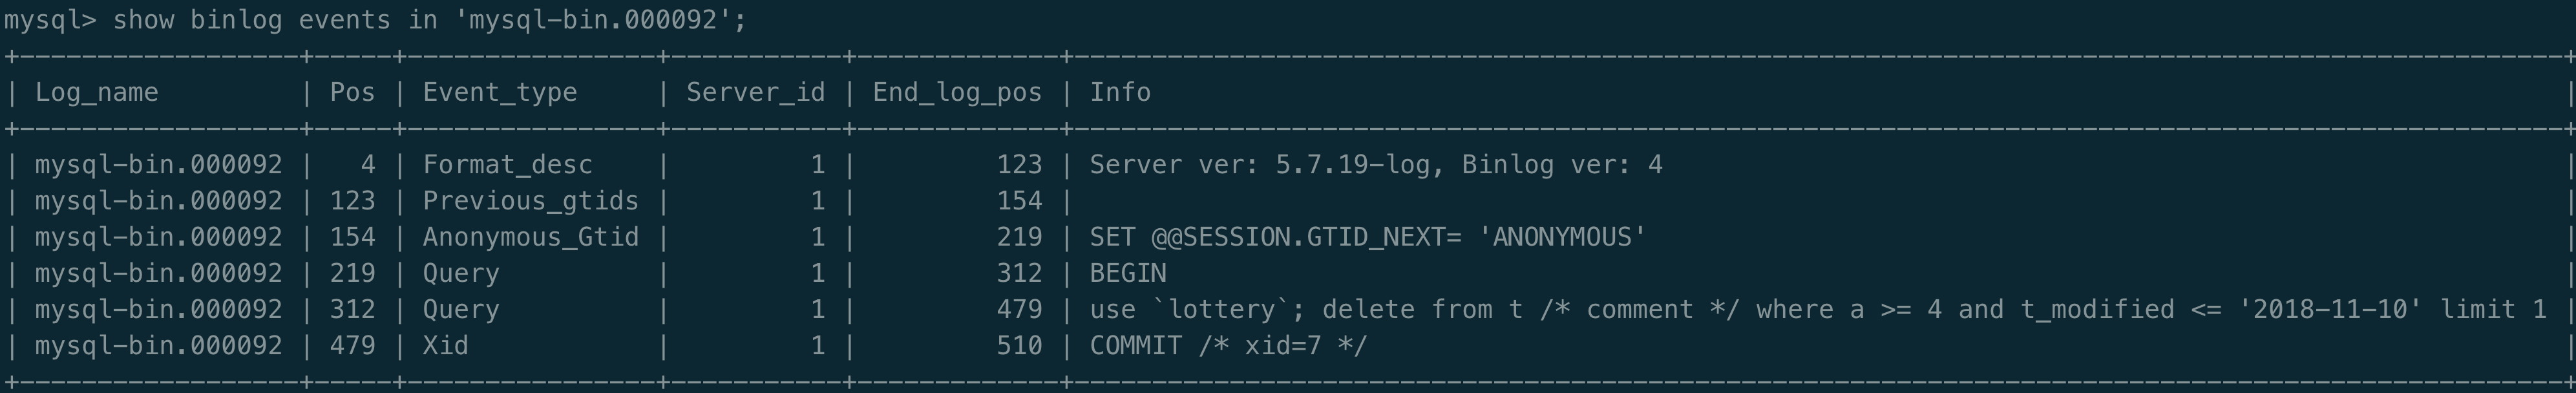 mysql> show binlog events in 'mysql-bin.000092';
+------------------+-----+----------------+-----------+-------------+------------------------------------------------------------------------------------------------+
| Log_name         | Pos | Event_type     | Server_id | End_log_pos | Info                                                                                           |
+------------------+-----+----------------+-----------+-------------+------------------------------------------------------------------------------------------------+
| mysql-bin.000092 |   4 | Format_desc    |         1 |         123 | Server ver: 5.7.19-log, Binlog ver: 4                                                          |
| mysql-bin.000092 | 123 | Previous_gtids |         1 |         154 |                                                                                                |
| mysql-bin.000092 | 154 | Anonymous_Gtid |         1 |         219 | SET @@SESSION.GTID_NEXT= 'ANONYMOUS'                                                           |
| mysql-bin.000092 | 219 | Query          |         1 |         312 | BEGIN                                                                                          |
| mysql-bin.000092 | 312 | Query          |         1 |         479 | use `lottery`; delete from t /* comment */ where a >= 4 and t_modified <= '2018-11-10' limit 1 |
| mysql-bin.000092 | 479 | Xid            |         1 |         510 | COMMIT /* xid=7 */                                                                             |
+------------------+-----+----------------+-----------+-------------+------------------------------------------------------------------------------------------------+